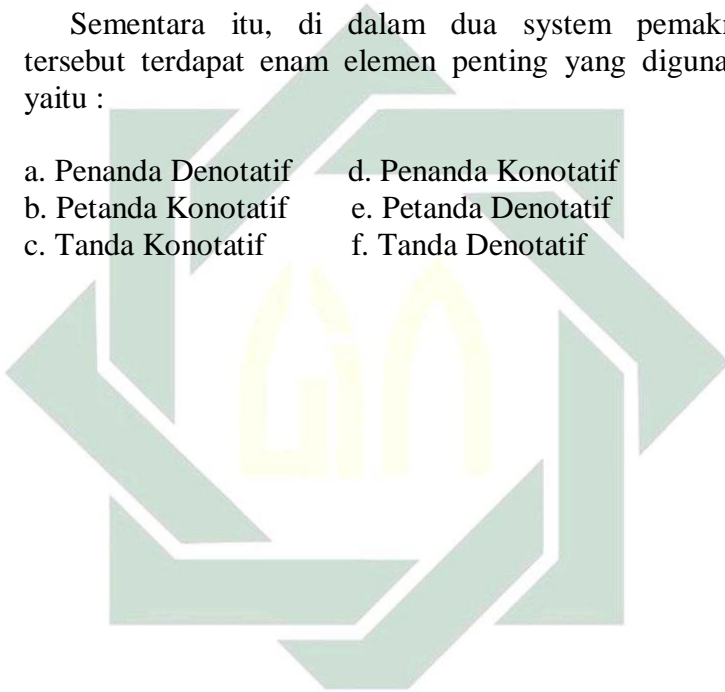 Sementara itu, di dalam dua system
tersebut terdapat enam elemen penting yang
yaitu :
a. Penanda Denotatif d. Penanda Konotatif
b. Petanda Konotatif e. Petanda Denotatif
c. Tanda Konotatif f. Tanda Denotatif